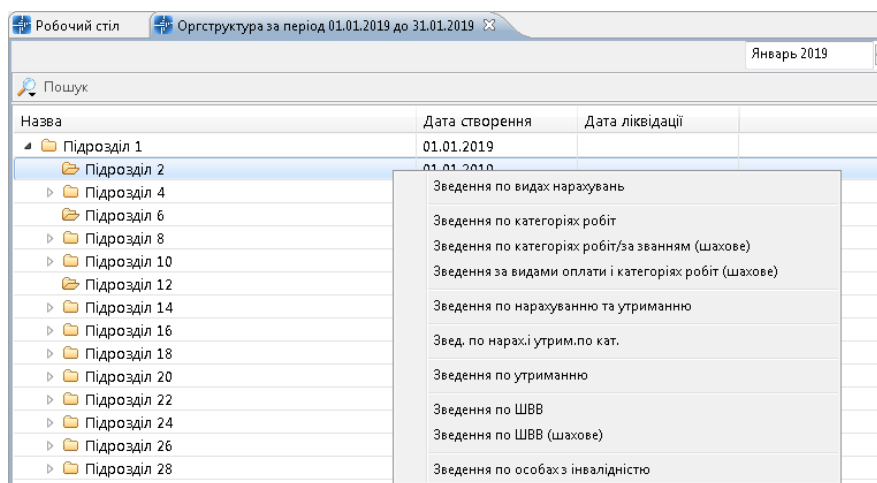 Робочий стіл Оргструктура за період 01.01.2019 до 31.01.2019
Январь 2019
Пошук
Назва Дата створення Дата ліквідації
Підрозділ 1 01.01.2019
Підрозділ 2 01.01.2019
Підрозділ 4
Підрозділ 6
Підрозділ 8
Підрозділ 10
Підрозділ 12
Підрозділ 14
Підрозділ 16
Підрозділ 18
Підрозділ 20
Підрозділ 22
Підрозділ 24
Підрозділ 26
Підрозділ 28
Зведення по видах нарахувань
Зведення по категоріях робіт
Зведення по категоріях робіт/за званням (шахове)
Зведення за видами оплати і категоріях робіт (шахове)
Зведення по нарахуванню та утриманню
Звед. по нарах.і утрим.по кат.
Зведення по утриманню
Зведення по ШВВ
Зведення по ШВВ (шахове)
Зведення по особах з інвалідністю